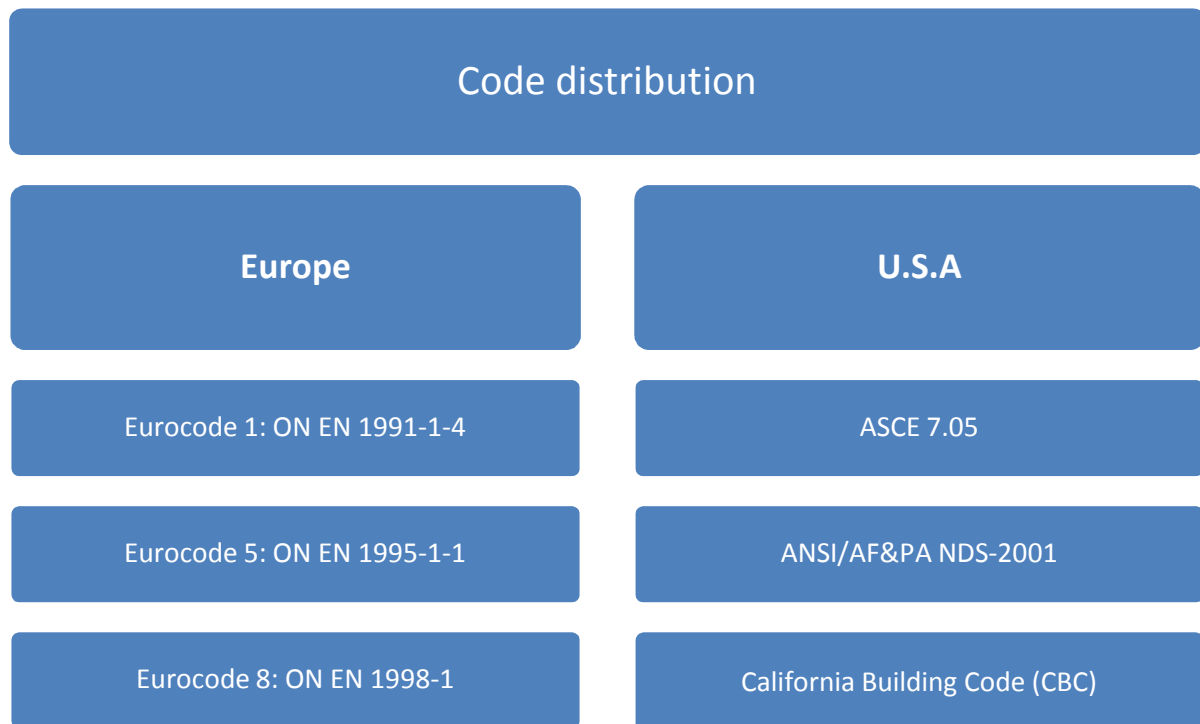 Code distribution
Europe
U.S.A
Eurocode 1: ON EN 1991-1-4
ASCE 7.05
Eurocode 5: ON EN 1995-1-1
ANSI/AF&PA NDS-2001
Eurocode 8: ON EN 1998-1
California Building Code (CBC)